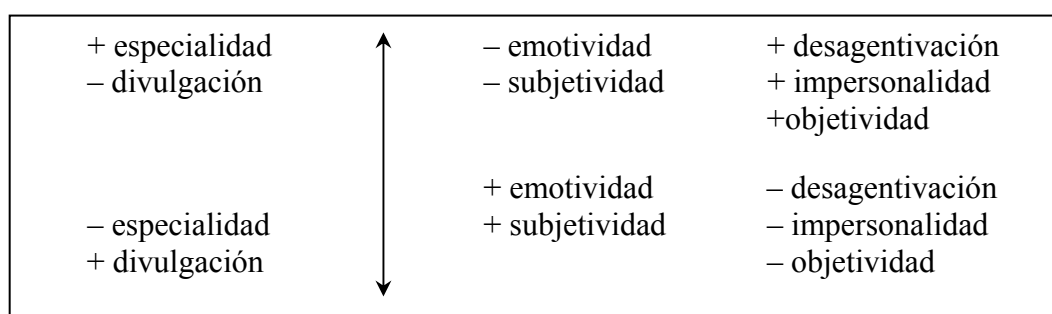 + especialidad – emotividad + desagentivación
– divulgación – subjetividad + impersonalidad
+objetividad
+ emotividad – desagentivación
– especialidad + subjetividad – impersonalidad
+ divulgación – objetividad